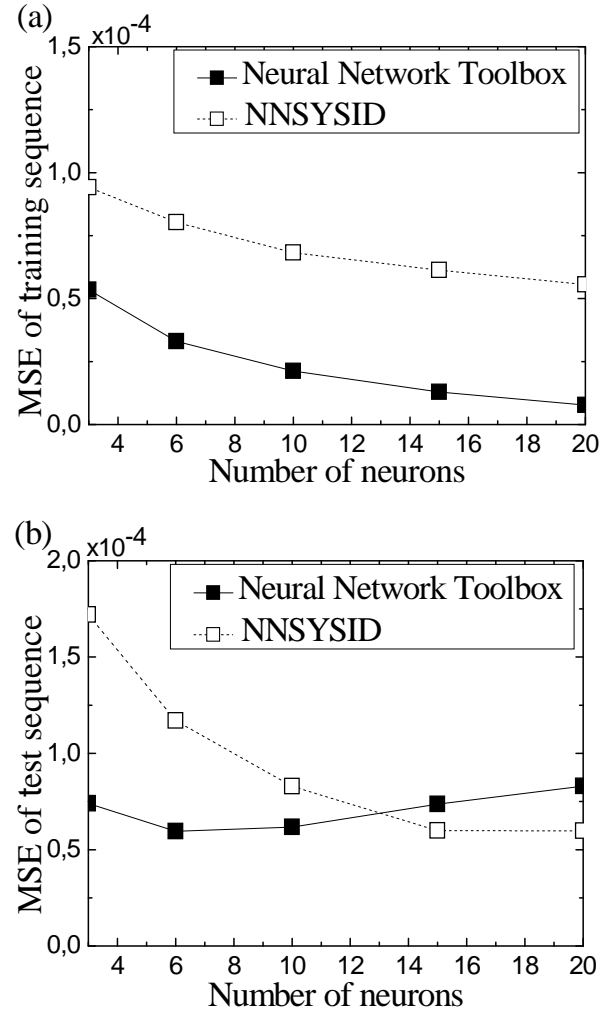 (a)
x10-4
1,5
1,0
0,5
0,0
MSE of training sequence
Neural Network Toolbox
NNSYSID
4 6 8 10 12 14 16 18 20
Number of neurons
(b)
x10-4
2,0
1,5
1,0
0,5
0,0
MSE of test sequence
Neural Network Toolbox
NNSYSID
4 6 8 10 12 14 16 18 20
Number of neurons